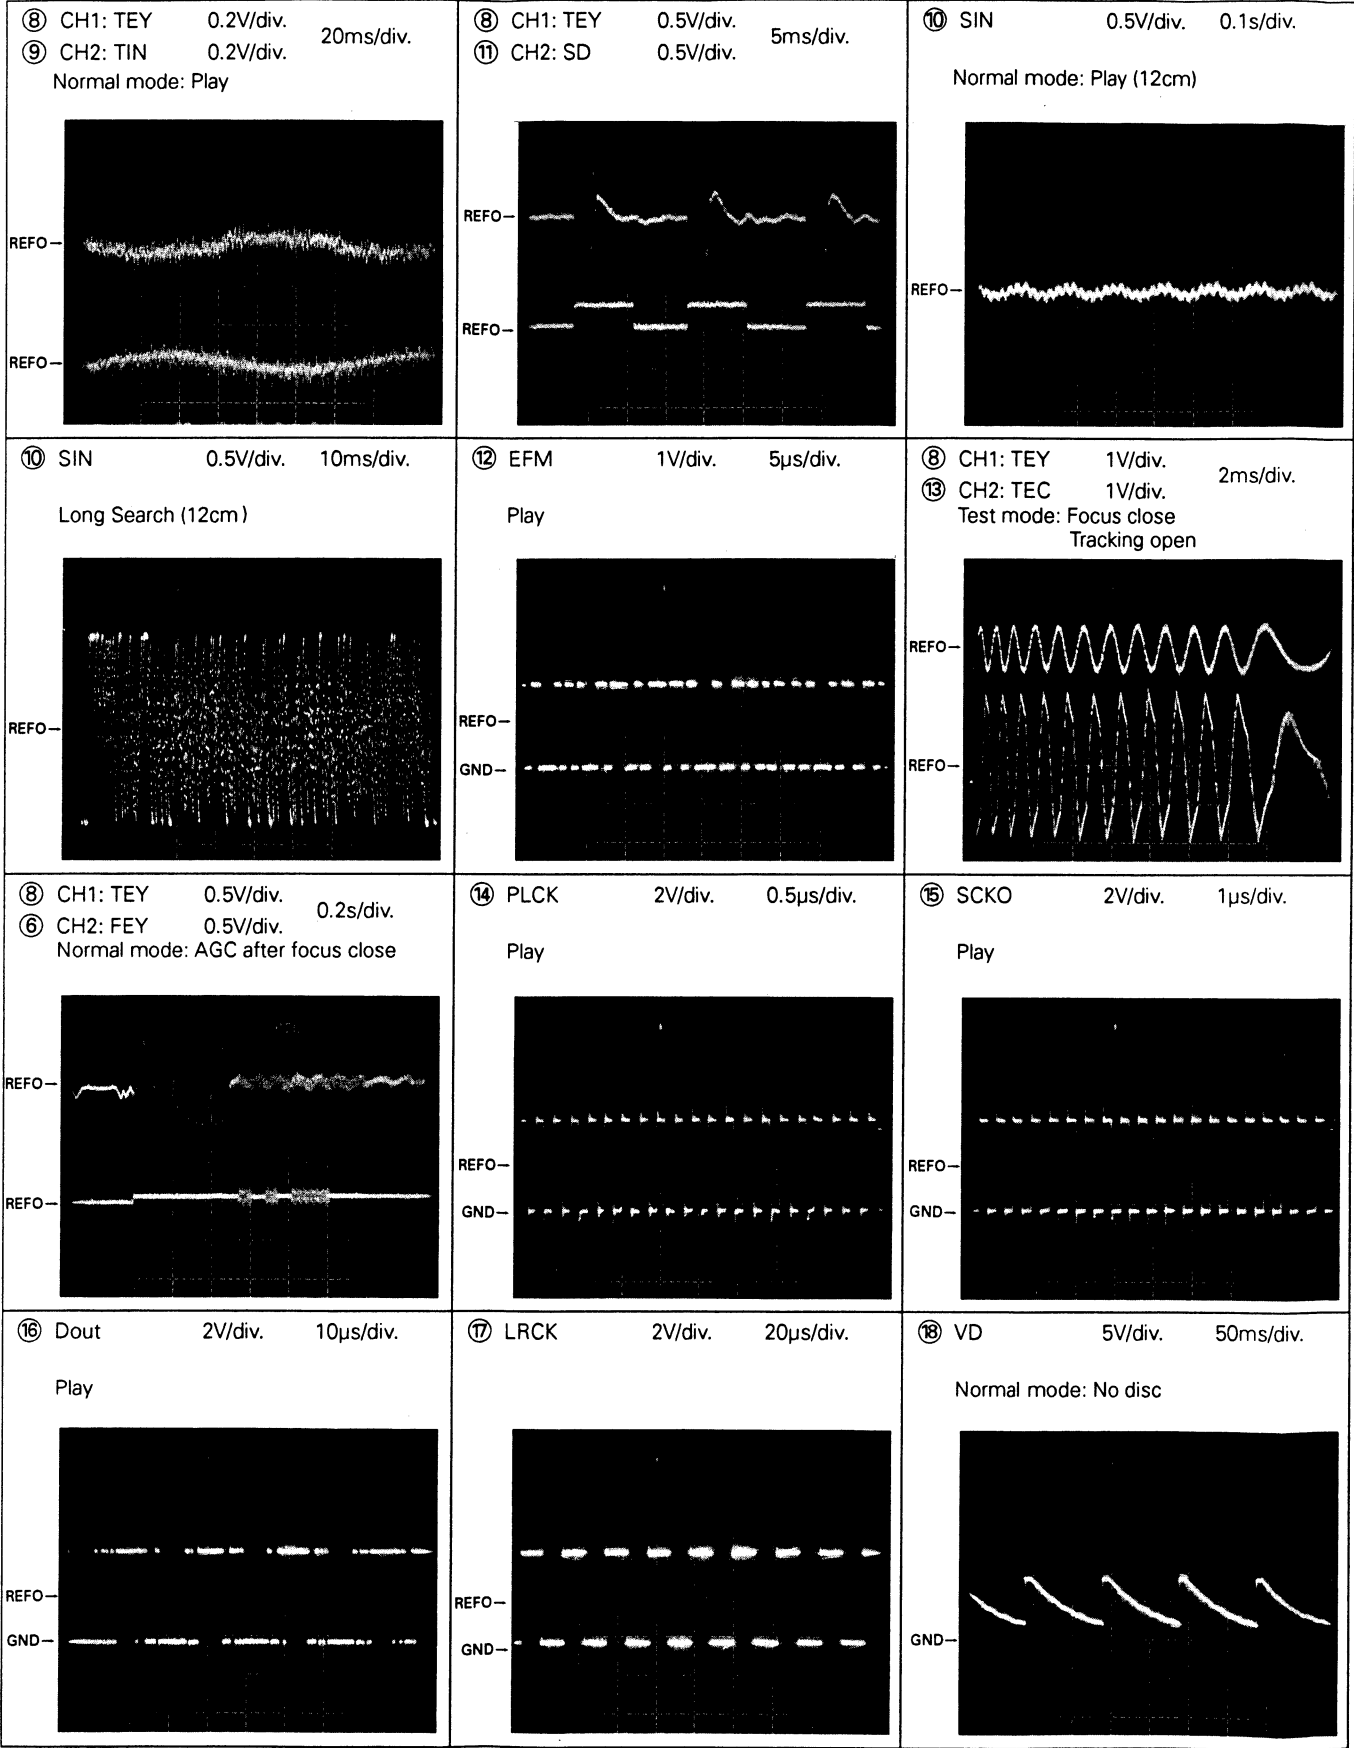 ⑧ CH1: TEY 0.2V/div. 20ms/div.
⑨ CH2: TIN 0.2V/div.
Normal mode: Play
REFO→
REFO→
⑧ CH1: TEY 0.5V/div. 5ms/div.
⑪ CH2: SD 0.5V/div.
REFO→
REFO→
⑩ SIN 0.5V/div. 0.1s/div.
Normal mode: Play (12cm)
REFO→
⑩ SIN 0.5V/div. 10ms/div.
Long Search (12cm)
REFO→
⑫ EFM 1V/div. 5µs/div.
Play
REFO→
GND→
⑧ CH1: TEY 1V/div. 2ms/div.
⑬ CH2: TEC 1V/div.
Test mode: Focus close
Tracking open
REFO→
REFO→
⑧ CH1: TEY 0.5V/div. 0.2s/div.
⑥ CH2: FEY 0.5V/div.
Normal mode: AGC after focus close
REFO→
REFO→
⑭ PLCK 2V/div. 0.5µs/div.
Play
REFO→
GND→
⑮ SCKO 2V/div. 1µs/div.
Play
REFO→
GND→
⑯ Dout 2V/div. 10µs/div.
Play
REFO→
GND→
⑰ LRCK 2V/div. 20µs/div.
REFO→
GND→
⑱ VD 5V/div. 50ms/div.
Normal mode: No disc
GND→